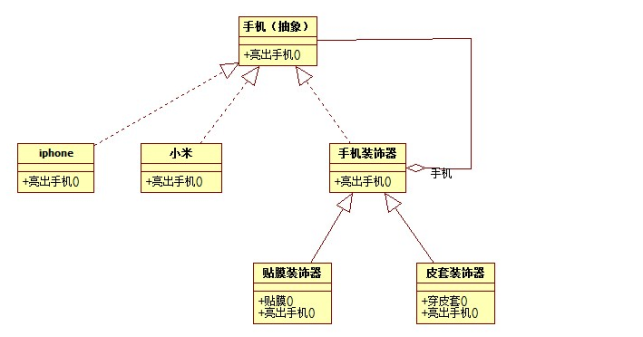 手机（抽象）
+亮出手机()
iphone
+亮出手机()
小米
+亮出手机()
手机装饰器
+亮出手机()
手机
贴膜装饰器
+贴膜()
+亮出手机()
皮套装饰器
+穿皮套()
+亮出手机()